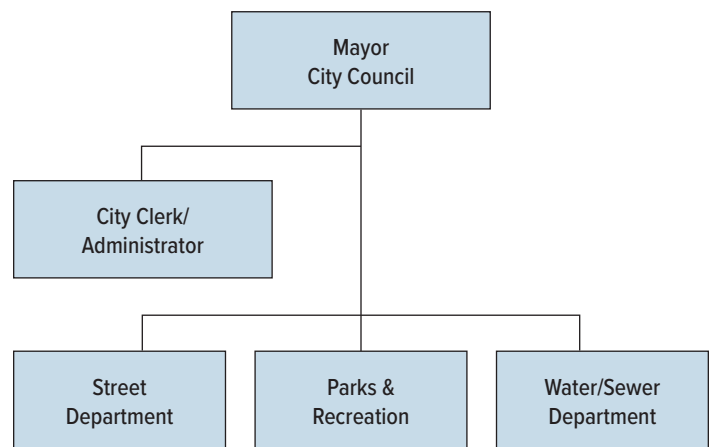 Mayor
City Council
City Clerk/
Administrator
Street
Department
Parks &
Recreation
Water/Sewer
Department